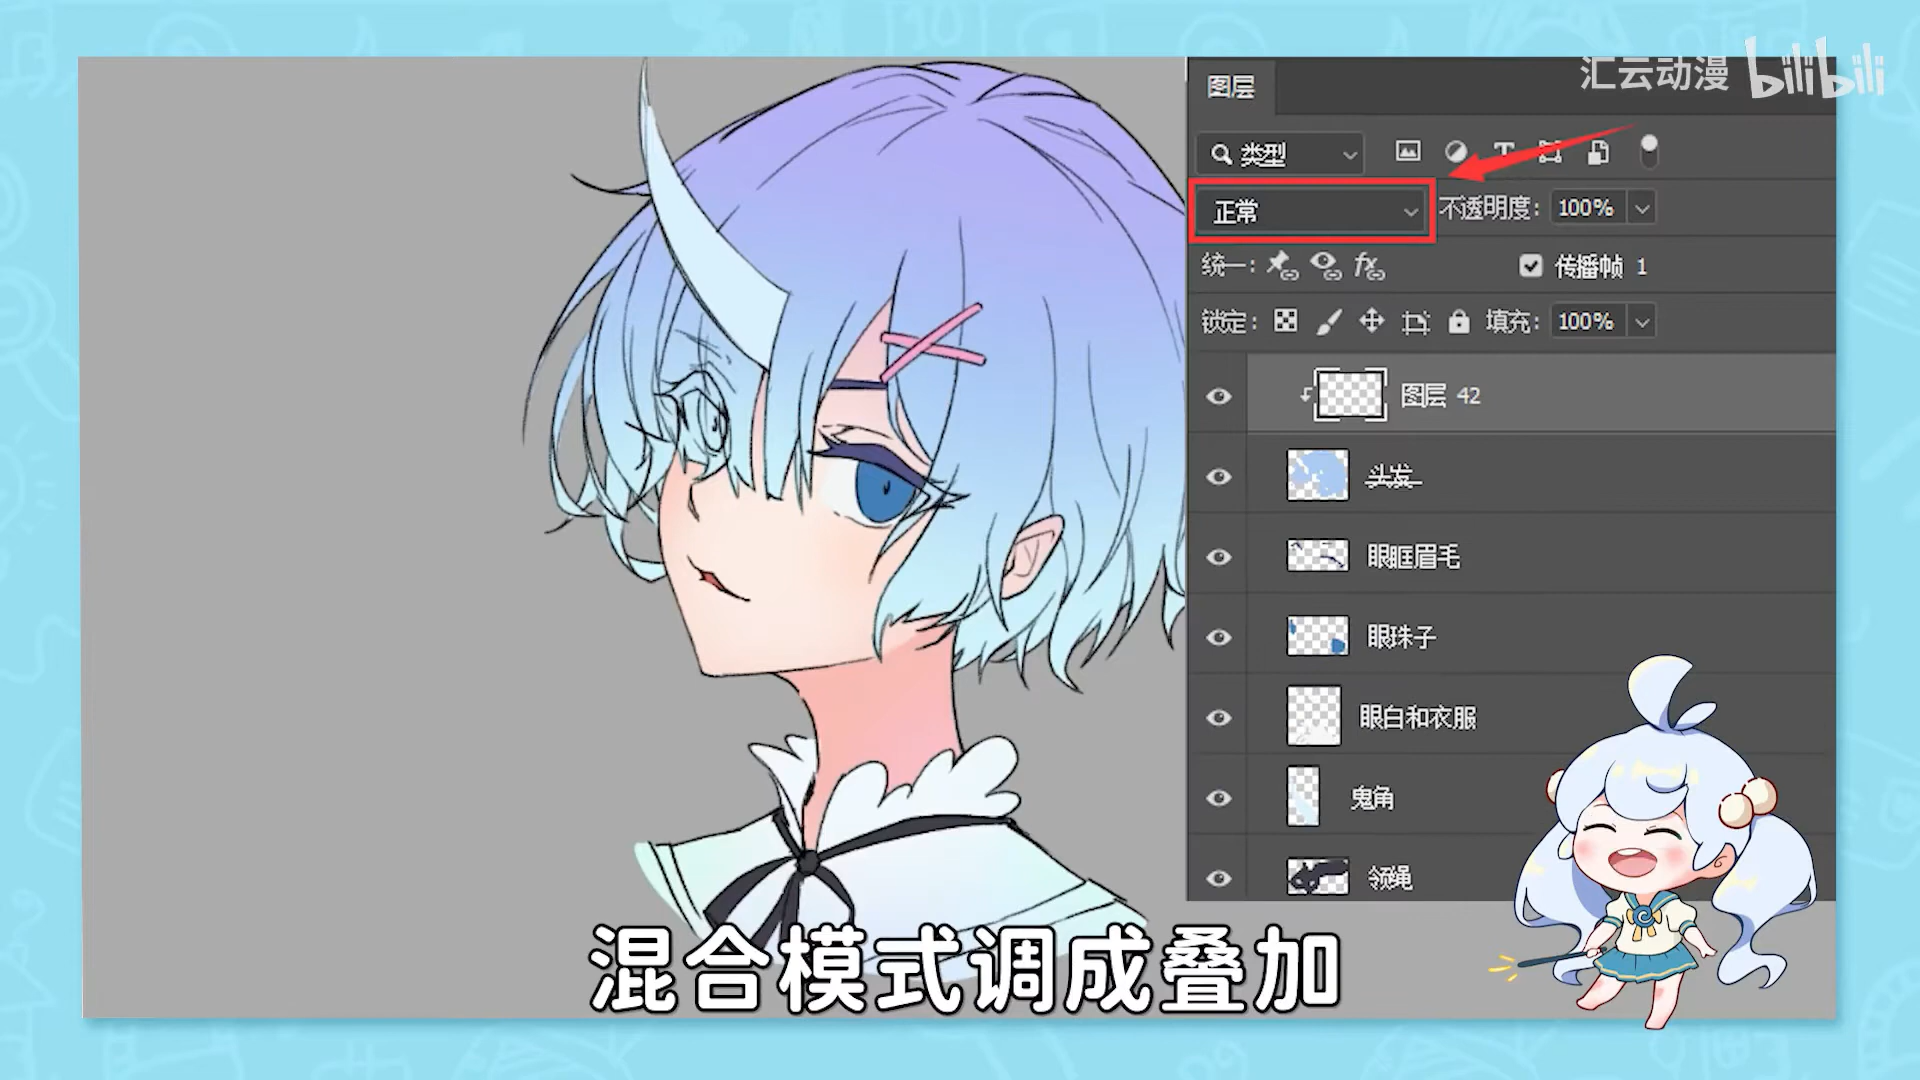 汇云动漫 bilibili
图层
类型
正常 不透明度: 100%
统一: 传播帧 1
锁定: 填充: 100%
图层 42
头发
眼眶眉毛
眼珠子
眼白和衣服
鬼角
领绳
混合模式调成叠加